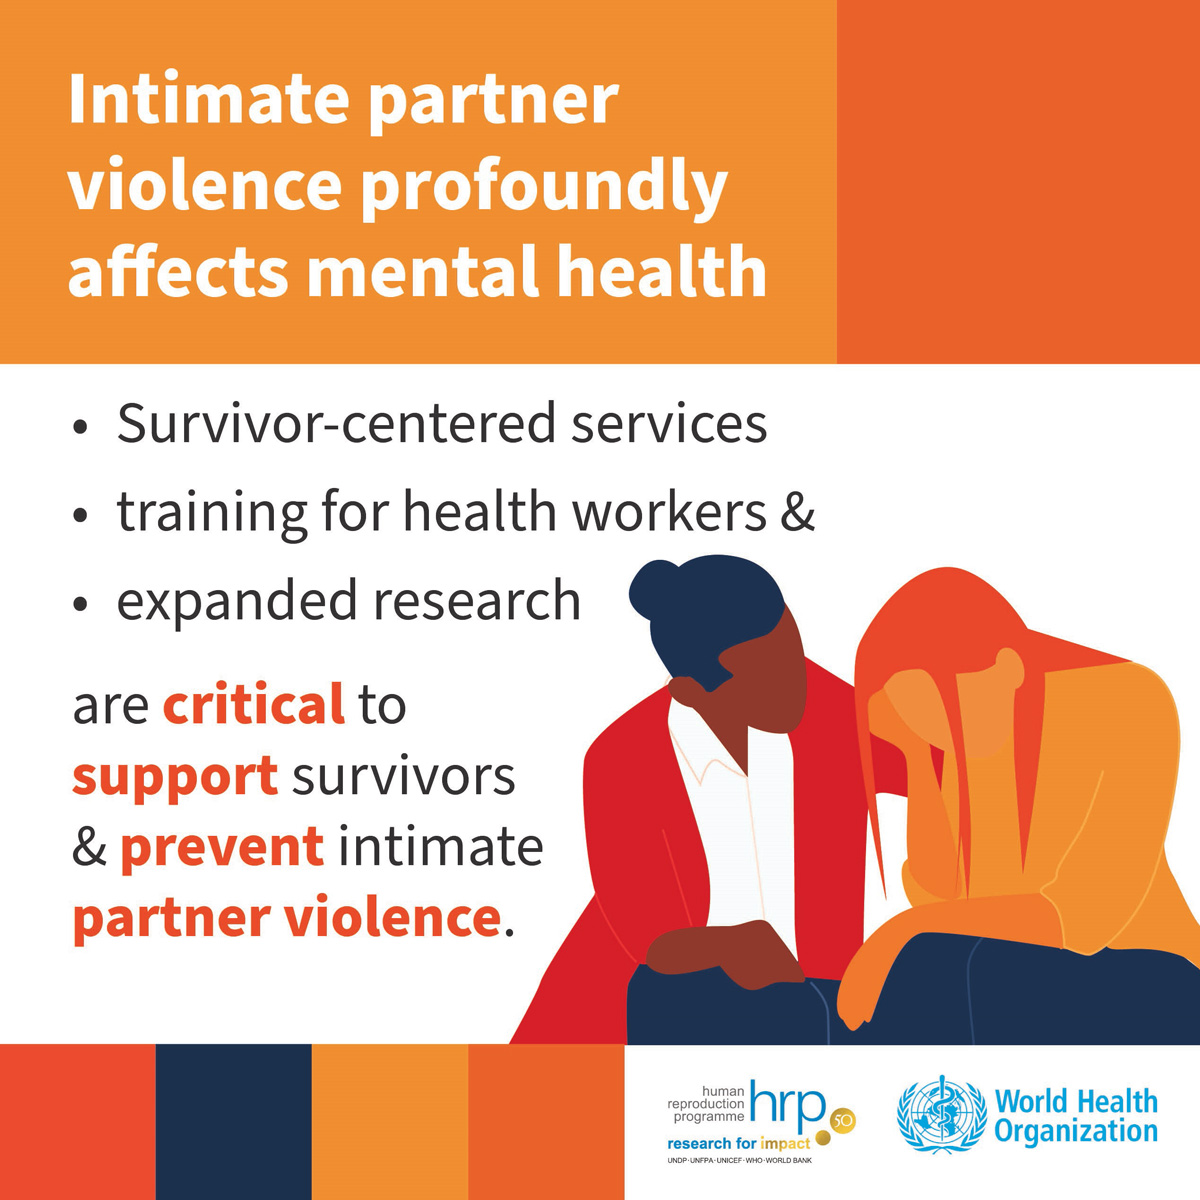 Intimate partner
violence profoundly
affects mental health
• Survivor-centered services
• training for health workers &
• expanded research
are critical to
support survivors
& prevent intimate
partner violence.
human
reproduction
programme
hrp
50
research for impact
UNDP·UNFPA·UNICEF·WHO·WORLD BANK
World Health
Organization